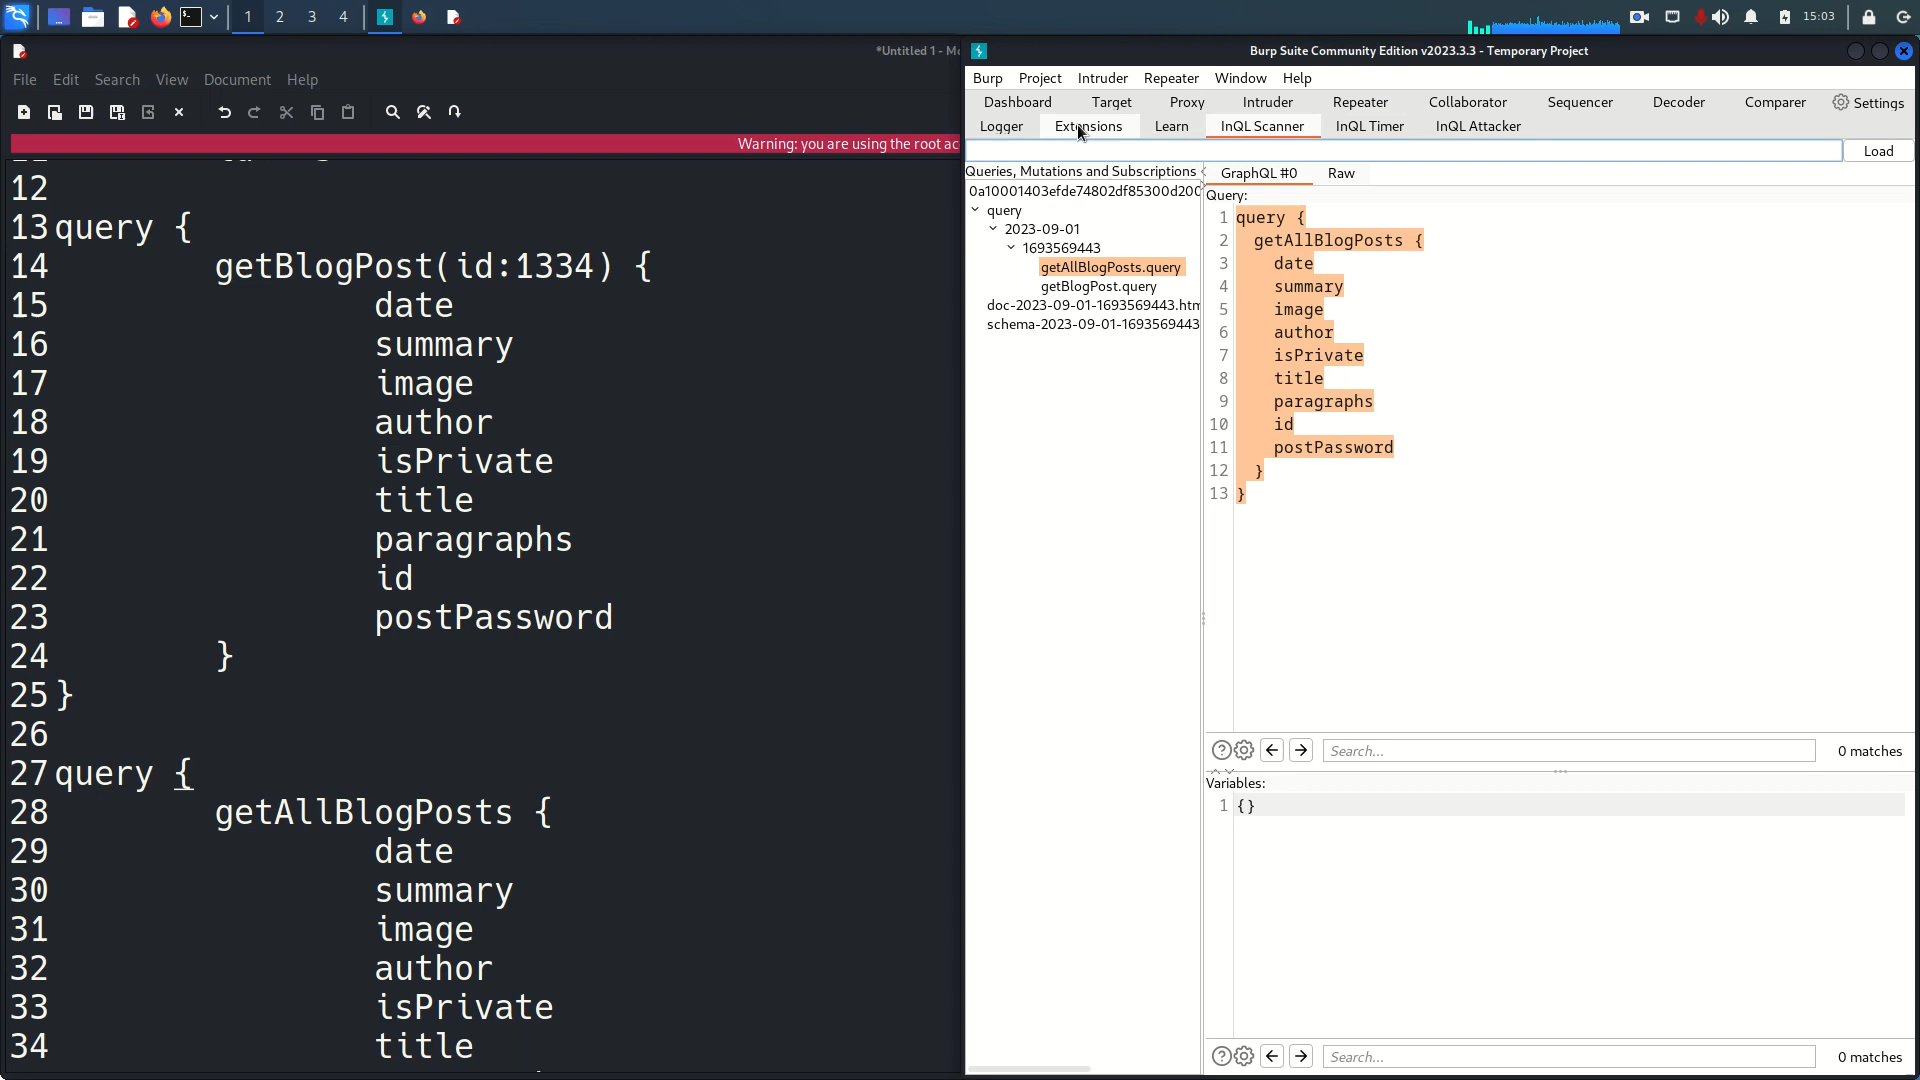 1
2
3
4
15:03
*Untitled 1 - Mo
File Edit Search View Document Help
Warning: you are using the root ac
12
13 query {
14 getBlogPost(id:1334) {
15 date
16 summary
17 image
18 author
19 isPrivate
20 title
21 paragraphs
22 id
23 postPassword
24 }
25 }
26
27 query {
28 getAllBlogPosts {
29 date
30 summary
31 image
32 author
33 isPrivate
34 title
Burp Suite Community Edition v2023.3.3 - Temporary Project
Burp Project Intruder Repeater Window Help
Dashboard Target Proxy Intruder Repeater Collaborator Sequencer Decoder Comparer Settings
Logger Extensions Learn InQL Scanner InQL Timer InQL Attacker
Load
Queries, Mutations and Subscriptions
0a10001403efde74802df85300d200
query
2023-09-01
1693569443
getAllBlogPosts.query
getBlogPost.query
doc-2023-09-01-1693569443.htm
schema-2023-09-01-1693569443
GraphQL #0 Raw
Query:
1 query {
2 getAllBlogPosts {
3 date
4 summary
5 image
6 author
7 isPrivate
8 title
9 paragraphs
10 id
11 postPassword
12 }
13 }
Search... 0 matches
Variables:
1 {}
Search... 0 matches